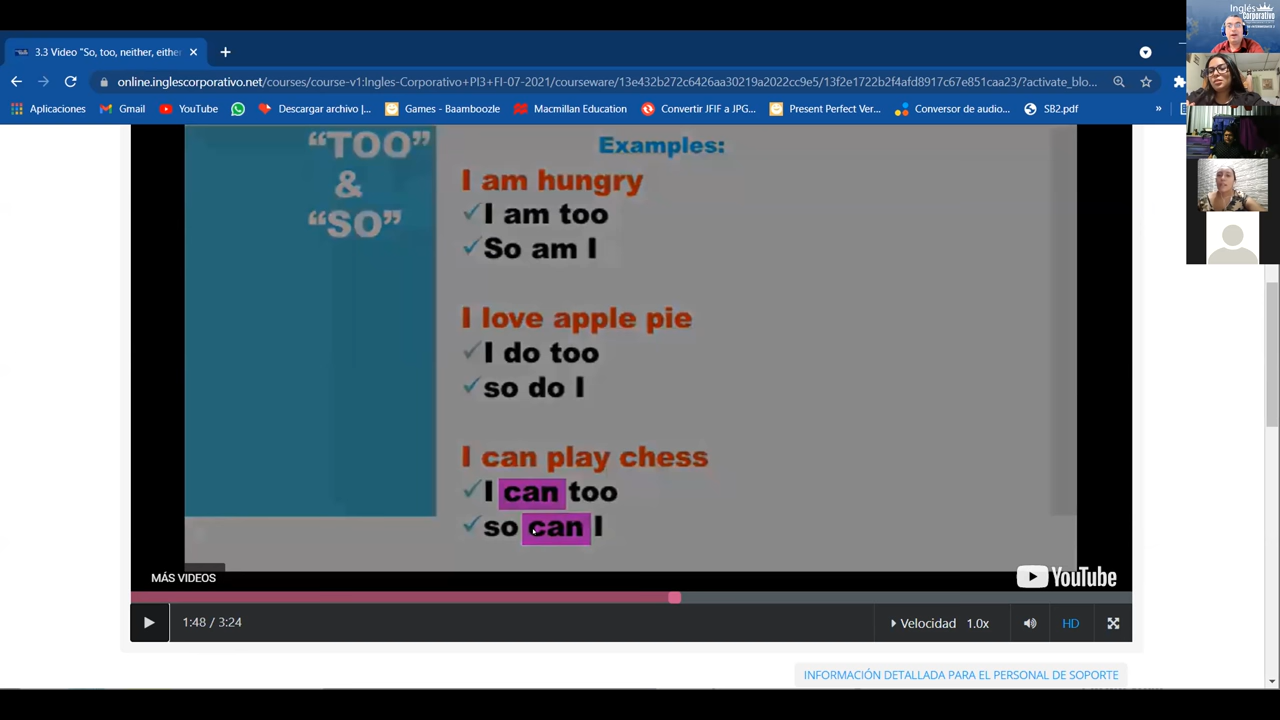 Inglés
Corporativo
3.3 Video "So, too, neither, either
online.inglescorporativo.net/courses/course-v1:Ingles-Corporativo+PI3+FI-07-2021/courseware/13e432b272c6426aa30219a2022cc9e5/13f2e1722b2f4afd8917c67e851caa23/?activate_blo...
Aplicaciones Gmail YouTube Descargar archivo |... Games - Baamboozle Macmillan Education Convertir JFIF a JPG... Present Perfect Ver... Conversor de audio... SB2.pdf »
"TOO"
&
"SO"
Examples:
I am hungry
I am too
So am I
I love apple pie
I do too
so do I
I can play chess
I can too
so can I
MÁS VIDEOS
YouTube
1:48 / 3:24
Velocidad 1.0x
HD
INFORMACIÓN DETALLADA PARA EL PERSONAL DE SOPORTE